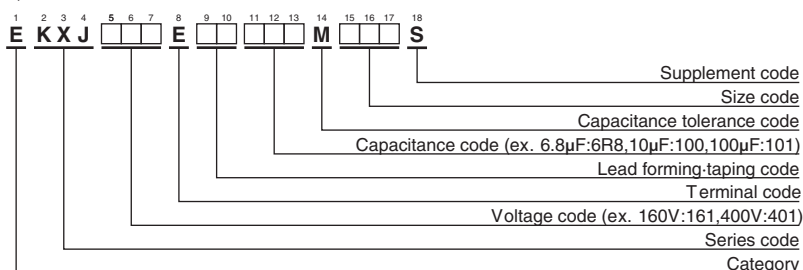 1 2 3 4 5 6 7 8 9 10 11 12 13 14 15 16 17 18
E K X J □□□ E □□ □□□ M □□□ S
Supplement code
Size code
Capacitance tolerance code
Capacitance code (ex. 6.8μF:6R8,10μF:100,100μF:101)
Lead forming·taping code
Terminal code
Voltage code (ex. 160V:161,400V:401)
Series code
Category